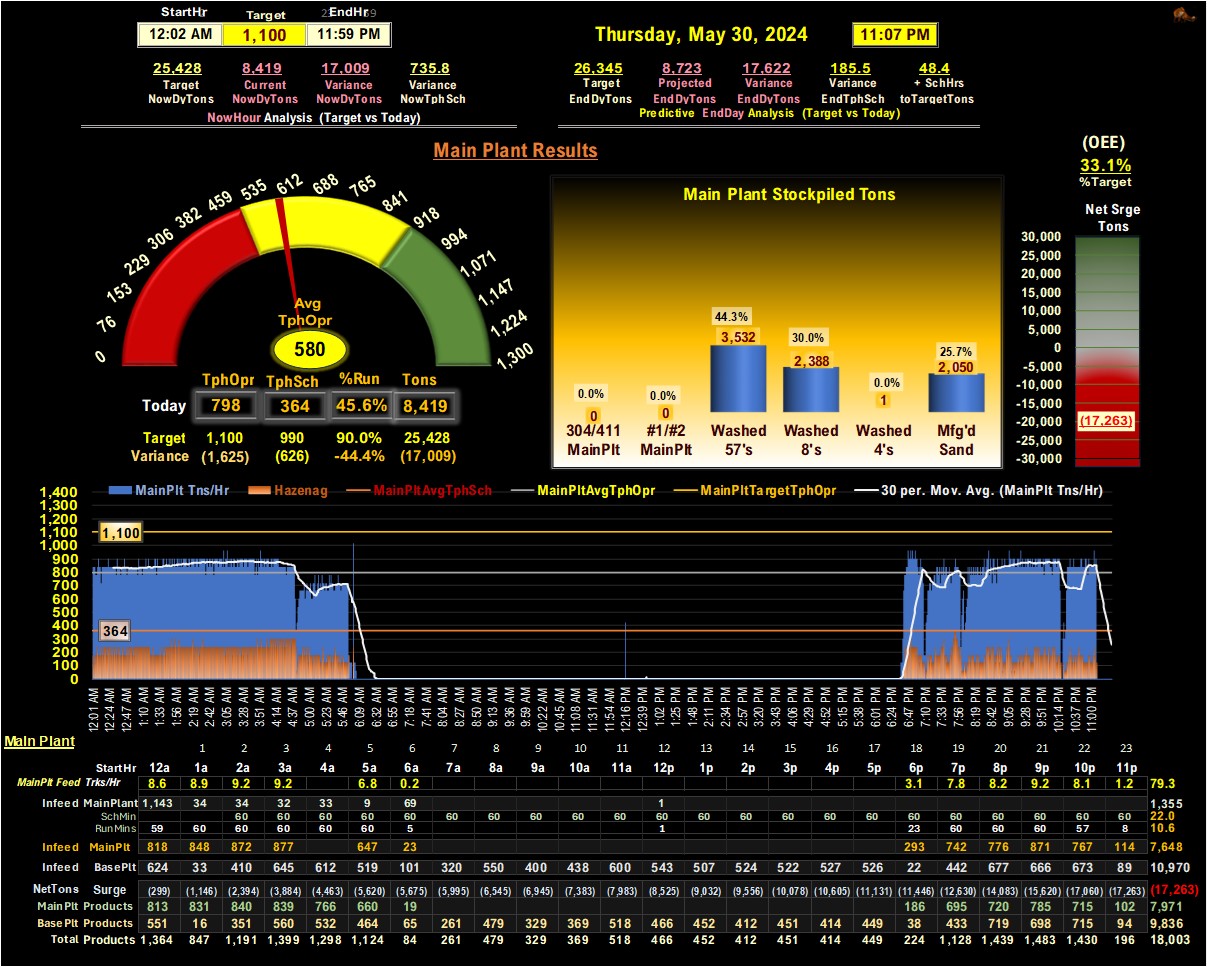 StartHr Target EndHr
12:02 AM 1,100 11:59 PM
Thursday, May 30, 2024 11:07 PM
25,428 8,419 17,009 735.8
Target Current Variance Variance
NowDyTons NowDyTons NowDyTons NowTphSch
NowHour Analysis (Target vs Today)
26,345 8,723 17,622 185.5 48.4
Target Projected Variance Variance + SchHrs
EndDyTons EndDyTons EndDyTons EndTphSch toTargetTons
Predictive EndDay Analysis (Target vs Today)
Main Plant Results
(OEE)
33.1%
%Target
Net Srge
Tons
0 76 153 229 306 382 459 535 612 688 765 841 918 994 1,071 1,147 1,224 1,300
Avg
TphOpr
580
TphOpr TphSch %Run Tons
Today 798 364 45.6% 8,419
Target 1,100 990 90.0% 25,428
Variance (1,625) (626) -44.4% (17,009)
Main Plant Stockpiled Tons
0.0% 0.0% 44.3% 30.0% 0.0% 25.7%
0 0 3,532 2,388 1 2,050
304/411 #1/#2 Washed Washed Washed Mfg'd
MainPlt MainPlt 57's 8's 4's Sand
30,000
25,000
20,000
15,000
10,000
5,000
0
-5,000
-10,000
-15,000
(17,263)
-20,000
-25,000
-30,000
MainPlt Tns/Hr Hazenag MainPltAvgTphSch MainPltAvgTphOpr MainPltTargetTphOpr 30 per. Mov. Avg. (MainPlt Tns/Hr)
1,400
1,300
1,200
1,100
1,000
900
800
700
600
500
400
300
200
100
0
1,100
364
12:01 AM 12:24 AM 12:47 AM 1:10 AM 1:33 AM 1:56 AM 2:19 AM 2:42 AM 3:05 AM 3:28 AM 3:51 AM 4:14 AM 4:37 AM 5:00 AM 5:23 AM 5:46 AM 6:09 AM 6:32 AM 6:55 AM 7:18 AM 7:41 AM 8:04 AM 8:27 AM 8:50 AM 9:13 AM 9:36 AM 9:59 AM 10:22 AM 10:45 AM 11:08 AM 11:31 AM 11:54 AM 12:16 PM 12:39 PM 1:02 PM 1:25 PM 1:48 PM 2:11 PM 2:34 PM 2:57 PM 3:20 PM 3:43 PM 4:06 PM 4:29 PM 4:52 PM 5:15 PM 5:38 PM 6:01 PM 6:24 PM 6:47 PM 7:10 PM 7:33 PM 7:56 PM 8:19 PM 8:42 PM 9:05 PM 9:28 PM 9:51 PM 10:14 PM 10:37 PM 11:00 PM
Main Plant
1 2 3 4 5 6 7 8 9 10 11 12 13 14 15 16 17 18 19 20 21 22 23
StartHr 12a 1a 2a 3a 4a 5a 6a 7a 8a 9a 10a 11a 12p 1p 2p 3p 4p 5p 6p 7p 8p 9p 10p 11p
MainPlt Feed Trks/Hr 8.6 8.9 9.2 9.2 6.8 0.2 3.1 7.8 8.2 9.2 8.1 1.2 79.3
Infeed MainPlant 1,143 34 34 32 33 9 69 1 1,355
SchMin 60 60 60 60 60 60 60 60 60 60 60 60 60 60 60 60 60 60 60 60 60 60 22.0
RunMins 59 60 60 60 60 60 5 1 23 60 60 60 57 8 10.6
Infeed MainPlt 818 848 872 877 647 23 293 742 776 871 767 114 7,648
Infeed BasePlt 624 33 410 645 612 519 101 320 550 400 438 600 543 507 524 522 527 526 22 442 677 666 673 89 10,970
NetTons Surge (299) (1,146) (2,394) (3,884) (4,463) (5,620) (5,675) (5,995) (6,545) (6,945) (7,383) (7,983) (8,525) (9,032) (9,556) (10,078) (10,605) (11,131) (11,446) (12,630) (14,083) (15,620) (17,060) (17,263) (17,263)
MainPlt Products 813 831 840 839 766 660 19 186 695 720 785 715 102 7,971
BasePlt Products 551 16 351 560 532 464 65 261 479 329 369 518 466 452 412 451 414 449 38 433 719 698 715 94 9,836
Total Products 1,364 847 1,191 1,399 1,298 1,124 84 261 479 329 369 518 466 452 412 451 414 449 224 1,128 1,439 1,483 1,430 196 18,003